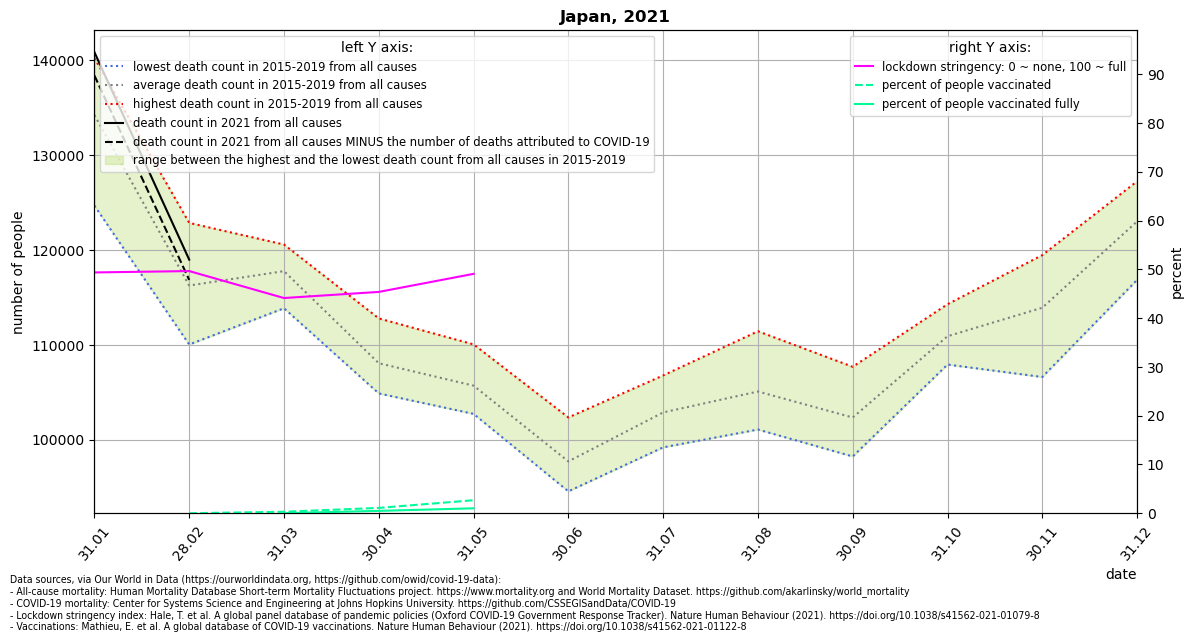 Japan, 2021
left Y axis:
lowest death count in 2015-2019 from all causes
average death count in 2015-2019 from all causes
highest death count in 2015-2019 from all causes
death count in 2021 from all causes
death count in 2021 from all causes MINUS the number of deaths attributed to COVID-19
range between the highest and the lowest death count from all causes in 2015-2019
right Y axis:
lockdown stringency: 0 ~ none, 100 ~ full
percent of people vaccinated
percent of people vaccinated fully
number of people
140000
130000
120000
110000
100000
90
80
70
60
50
40
30
20
10
0
percent
31.01
28.02
31.03
30.04
31.05
30.06
31.07
31.08
30.09
31.10
30.11
31.12
date
Data sources, via Our World in Data (https://ourworldindata.org, https://github.com/owid/covid-19-data):
- All-cause mortality: Human Mortality Database Short-term Mortality Fluctuations project. https://www.mortality.org and World Mortality Dataset. https://github.com/akarlinsky/world_mortality
- COVID-19 mortality: Center for Systems Science and Engineering at Johns Hopkins University. https://github.com/CSSEGISandData/COVID-19
- Lockdown stringency index: Hale, T. et al. A global panel database of pandemic policies (Oxford COVID-19 Government Response Tracker). Nature Human Behaviour (2021). https://doi.org/10.1038/s41562-021-01079-8
- Vaccinations: Mathieu, E. et al. A global database of COVID-19 vaccinations. Nature Human Behaviour (2021). https://doi.org/10.1038/s41562-021-01122-8